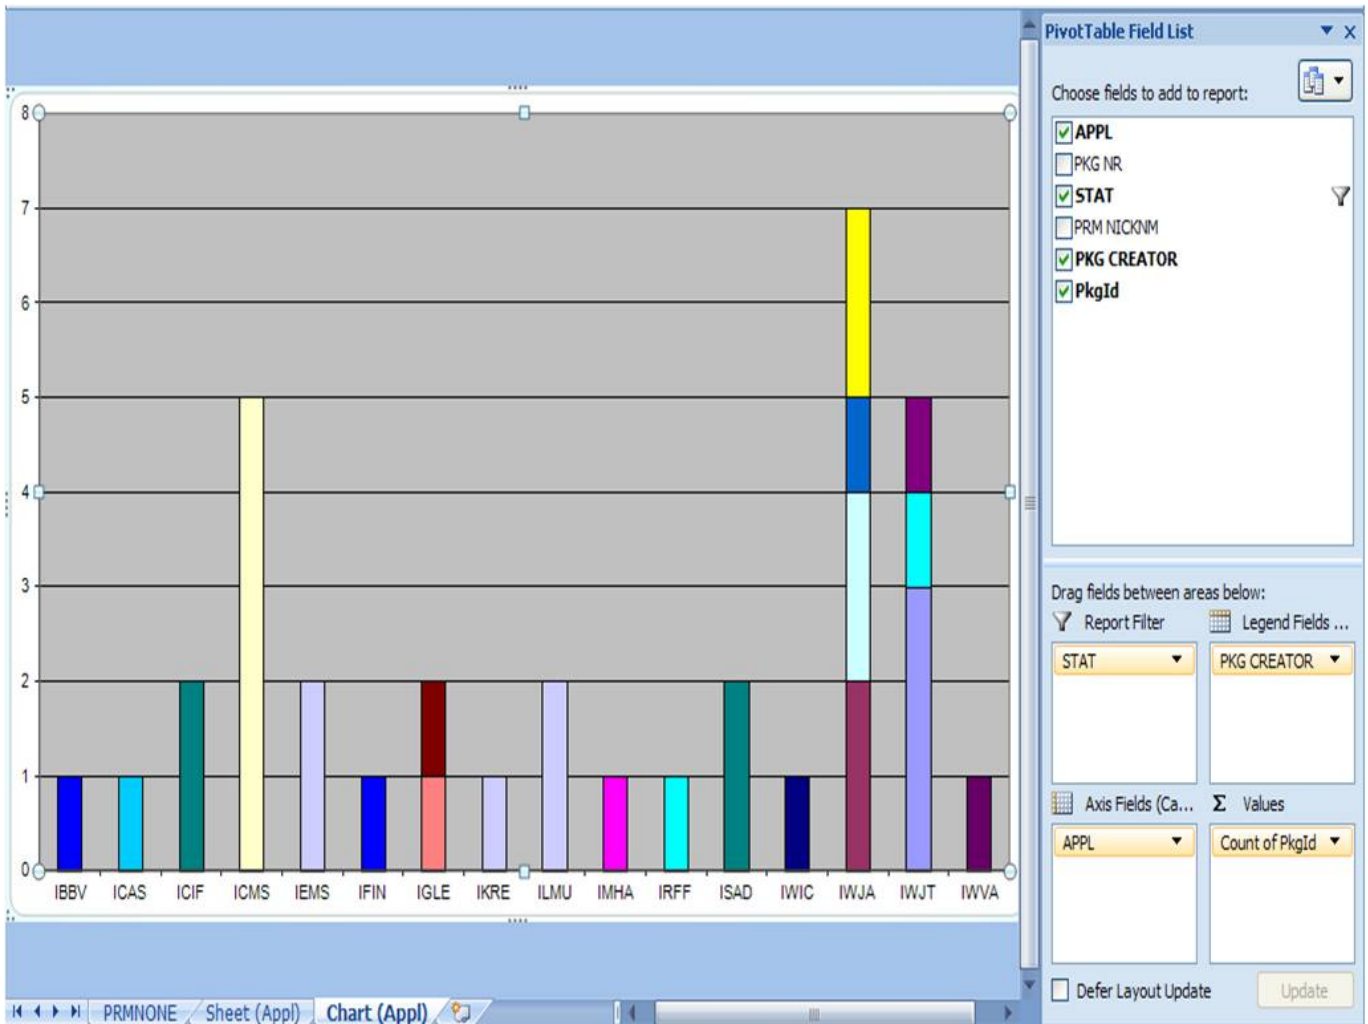 PivotTable Field List
Choose fields to add to report:
APPL
PKG NR
STAT
PRM NICKNM
PKG CREATOR
PkgId
8
7
6
5
4
3
2
1
0
IBBV ICAS ICIF ICMS IEMS IFIN IGLE IKRE ILMU IMHA IRFF ISAD IWIC IWJA IWJT IWVA
Drag fields between areas below:
Report Filter Legend Fields ...
STAT PKG CREATOR
Axis Fields (Ca... Σ Values
APPL Count of PkgId
Defer Layout Update Update
PRMNONE Sheet (Appl) Chart (Appl)